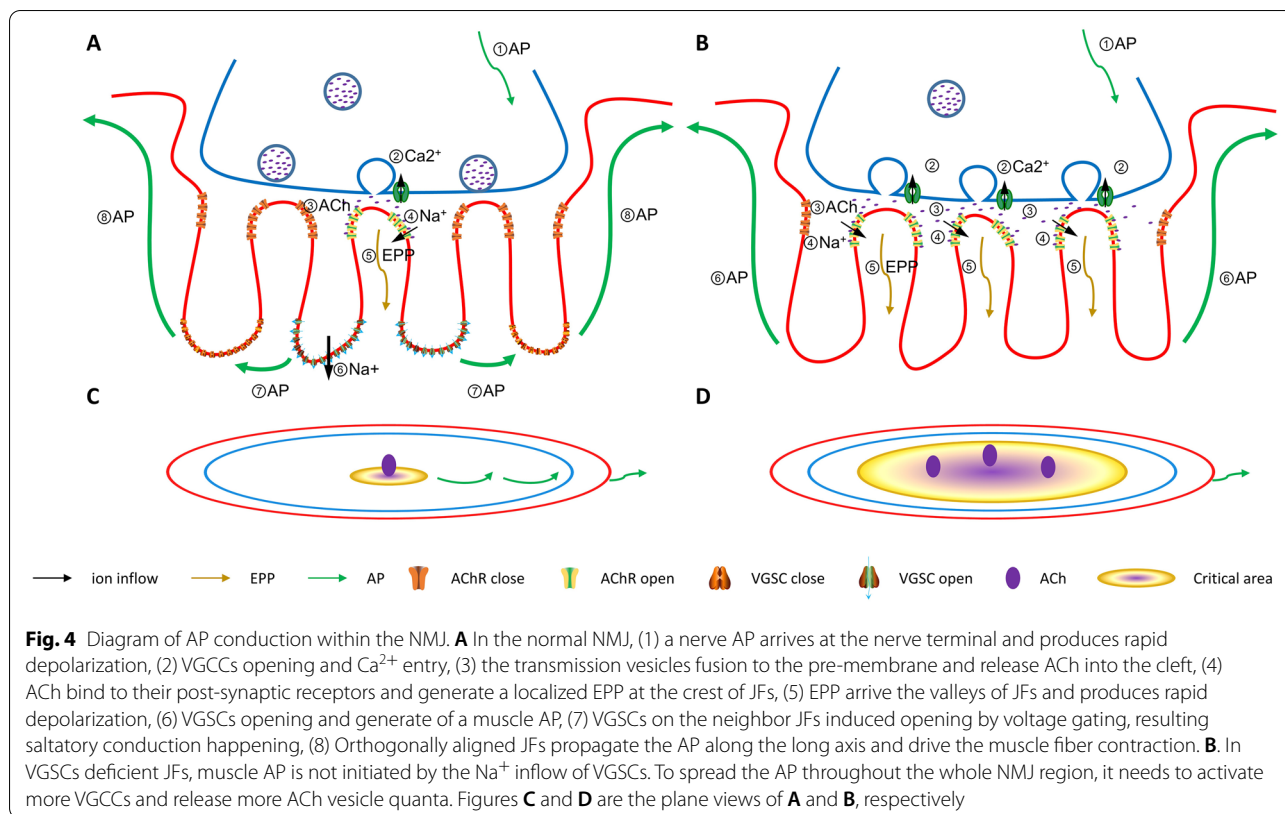 A
①AP
②Ca2⁺
③ACh
④Na⁺
⑤ EPP
⑧AP
⑧AP
⑥Na+
⑦AP
⑦AP
B
①AP
②
②Ca²⁺
②
③ACh
③
③
④Na⁺
④
④
⑤ EPP
⑤
⑤
⑥AP
⑥AP
C
D
ion inflow
EPP
AP
AChR close
AChR open
VGSC close
VGSC open
ACh
Critical area
Fig. 4 Diagram of AP conduction within the NMJ. A In the normal NMJ, (1) a nerve AP arrives at the nerve terminal and produces rapid
depolarization, (2) VGCCs opening and Ca²⁺ entry, (3) the transmission vesicles fusion to the pre-membrane and release ACh into the cleft, (4)
ACh bind to their post-synaptic receptors and generate a localized EPP at the crest of JFs, (5) EPP arrive the valleys of JFs and produces rapid
depolarization, (6) VGSCs opening and generate of a muscle AP, (7) VGSCs on the neighbor JFs induced opening by voltage gating, resulting
saltatory conduction happening, (8) Orthogonally aligned JFs propagate the AP along the long axis and drive the muscle fiber contraction. B. In
VGSCs deficient JFs, muscle AP is not initiated by the Na⁺ inflow of VGSCs. To spread the AP throughout the whole NMJ region, it needs to activate
more VGCCs and release more ACh vesicle quanta. Figures C and D are the plane views of A and B, respectively